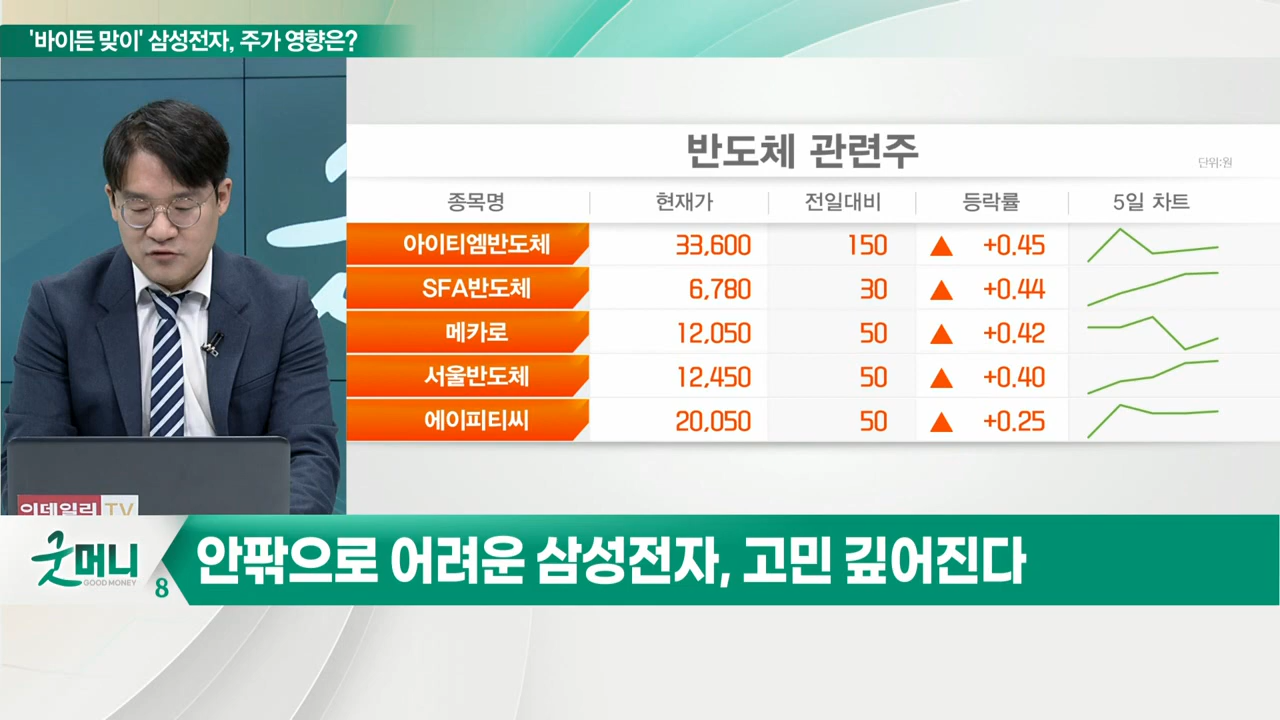 '바이든 맞이' 삼성전자, 주가 영향은?
반도체 관련주
단위:원
종목명 현재가 전일대비 등락률 5일 차트
아이티엠반도체 33,600 150 ▲ +0.45
SFA반도체 6,780 30 ▲ +0.44
메카로 12,050 50 ▲ +0.42
서울반도체 12,450 50 ▲ +0.40
에이피티씨 20,050 50 ▲ +0.25
이데일리 TV
굿머니
GOOD MONEY
8
안팎으로 어려운 삼성전자, 고민 깊어진다